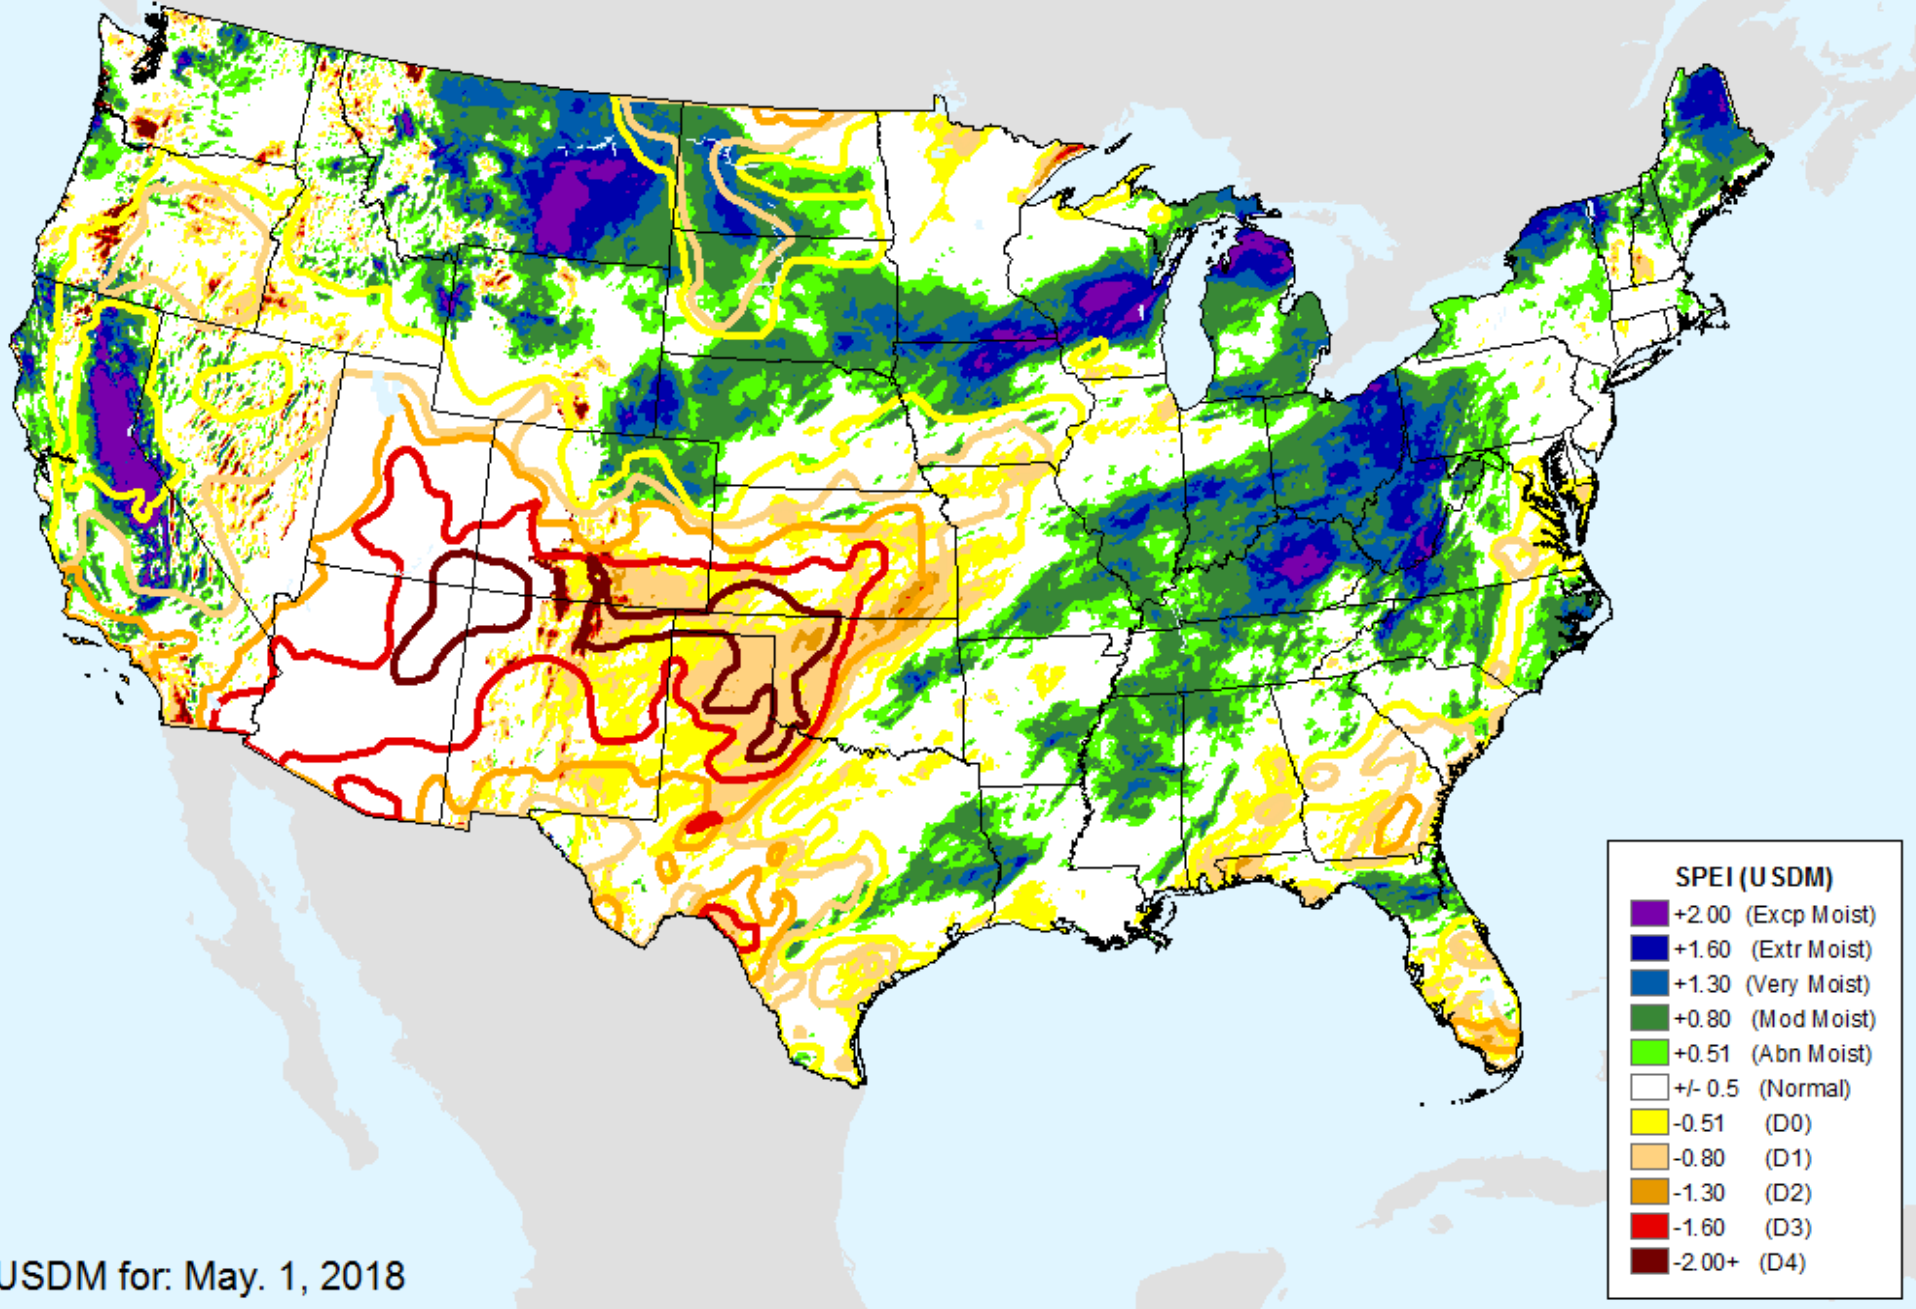 SPEI (USDM)
+2.00 (Excp Moist)
+1.60 (Extr Moist)
+1.30 (Very Moist)
+0.80 (Mod Moist)
+0.51 (Abn Moist)
+/- 0.5 (Normal)
-0.51 (D0)
-0.80 (D1)
-1.30 (D2)
-1.60 (D3)
-2.00+ (D4)
USDM for: May. 1, 2018